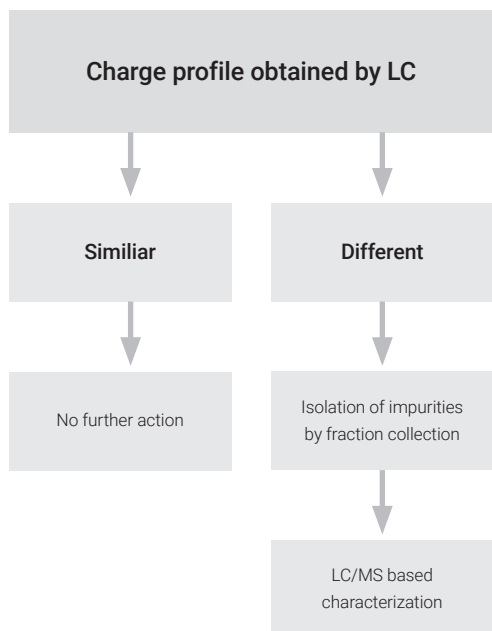 Charge profile obtained by LC
Similiar
Different
No further action
Isolation of impurities
by fraction collection
LC/MS based
characterization